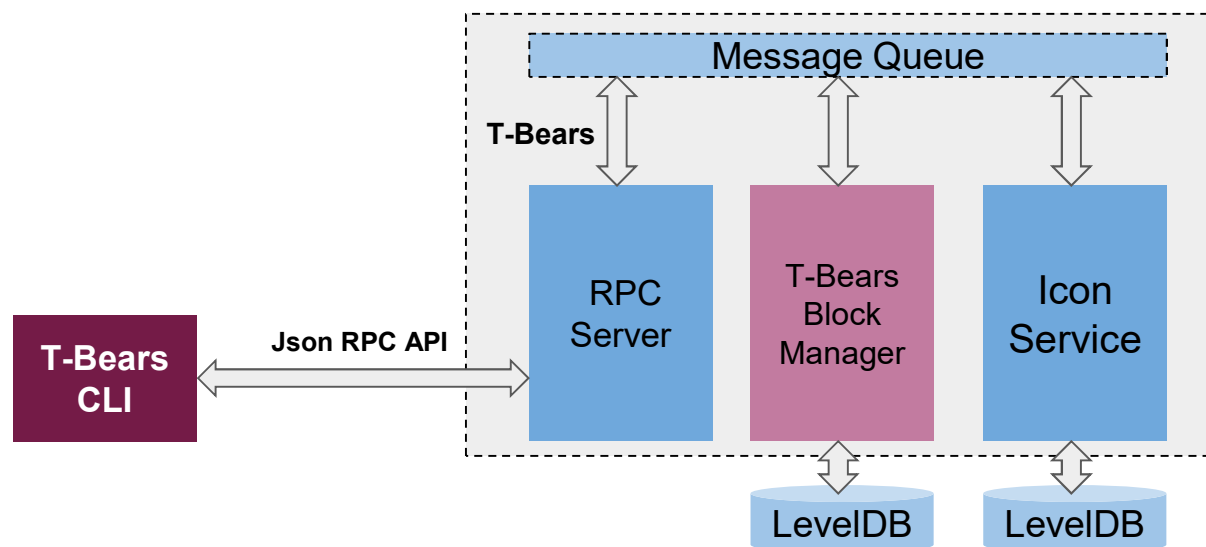 Message Queue
T-Bears
RPC
Server
T-Bears
Block
Manager
Icon
Service
Json RPC API
T-Bears
CLI
LevelDB
LevelDB